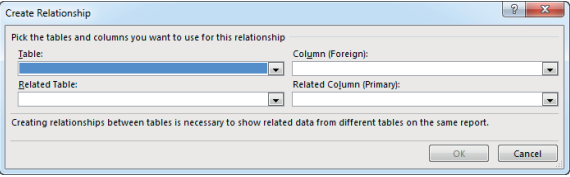 Create Relationship
Pick the tables and columns you want to use for this relationship
Table: Column (Foreign):
Related Table: Related Column (Primary):
Creating relationships between tables is necessary to show related data from different tables on the same report.
OK Cancel